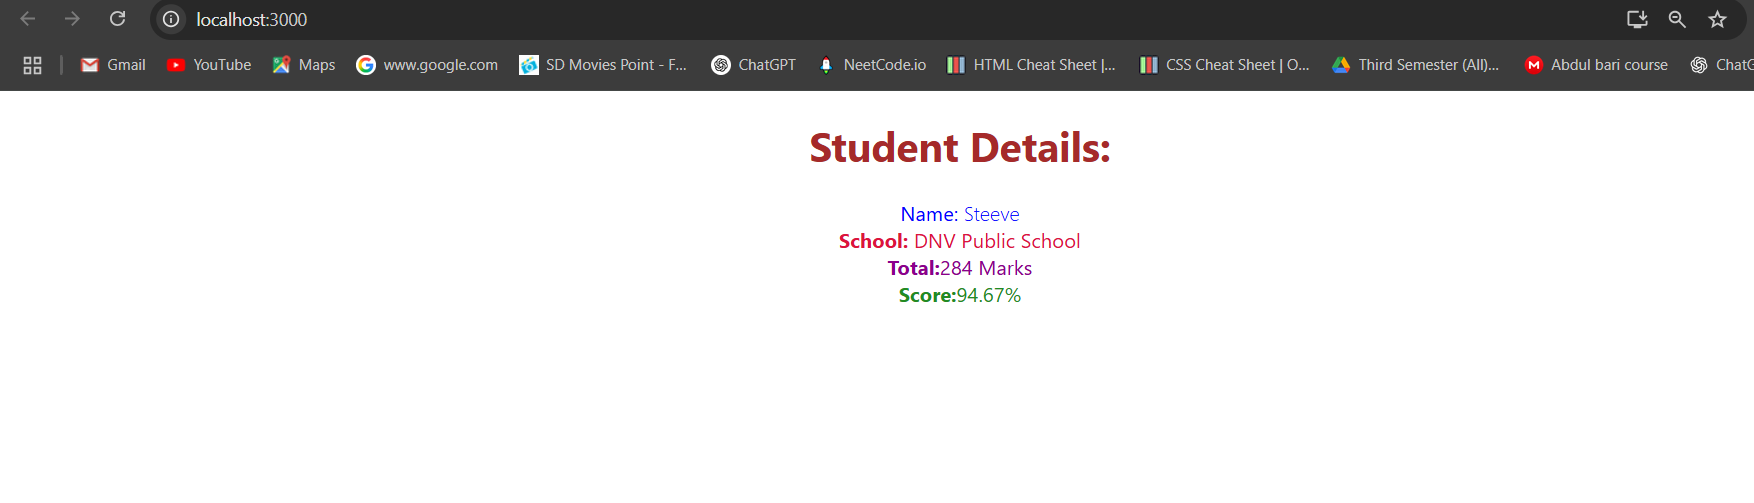 localhost:3000
Gmail YouTube Maps www.google.com SD Movies Point - F... ChatGPT NeetCode.io HTML Cheat Sheet |... CSS Cheat Sheet | O... Third Semester (All)... Abdul bari course ChatG
Student Details:
Name: Steeve
School: DNV Public School
Total:284 Marks
Score:94.67%